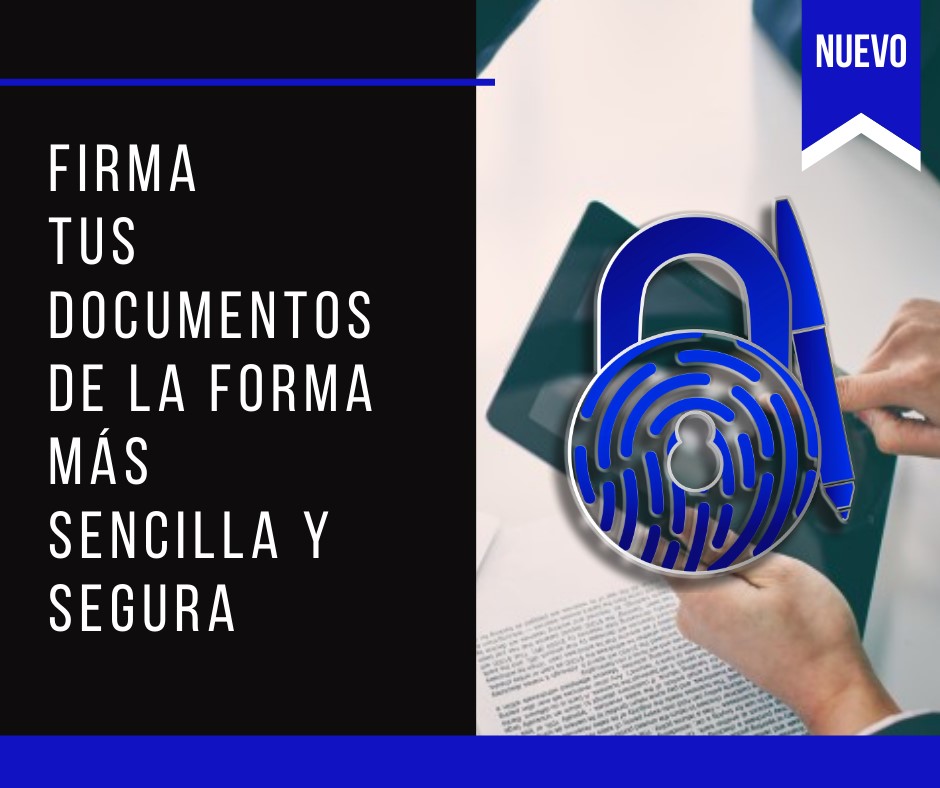 NUEVO
FIRMA
TUS
DOCUMENTOS
DE LA FORMA
MÁS
SENCILLA Y
SEGURA